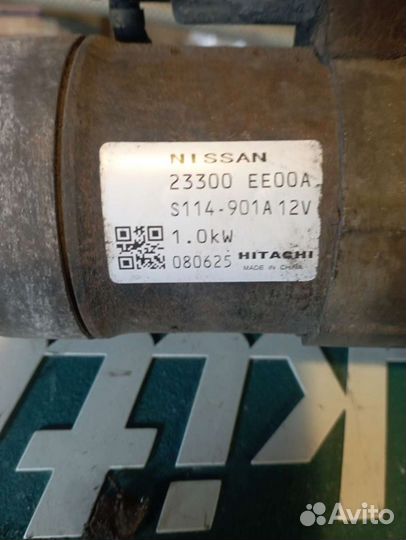 NISSAN
23300 EE00A
S114-901A 12V
1.0kW
080625 HITACHI
MADE IN CHINA
Avito